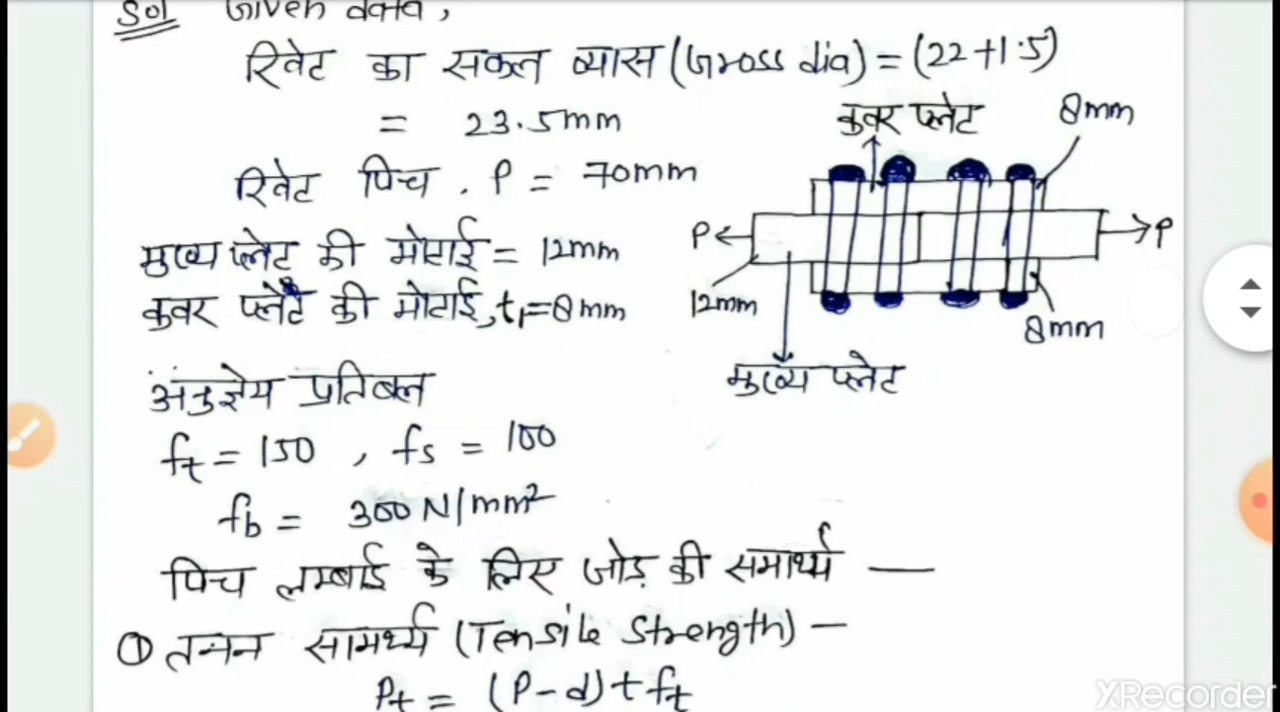 Sol Given data,
रिवेट का सकल व्यास (Gross dia) = (22+1.5)
= 23.5mm
रिवेट पिच , P = 70mm
मुख्य प्लेट की मोटाई = 12mm
कवर प्लेट की मोटाई, t₁=8mm
कवर प्लेट
8mm
P
P
12mm
8mm
मुख्य प्लेट
अनुज्ञेय प्रतिबल
ft = 150 , fs = 100
fb = 300 N/mm²
पिच लम्बाई के लिए जोड़ की समार्थ्य —
① तनन सामर्थ्य (Tensile Strength) —
Pt = (P-d) t ft
XRecorder